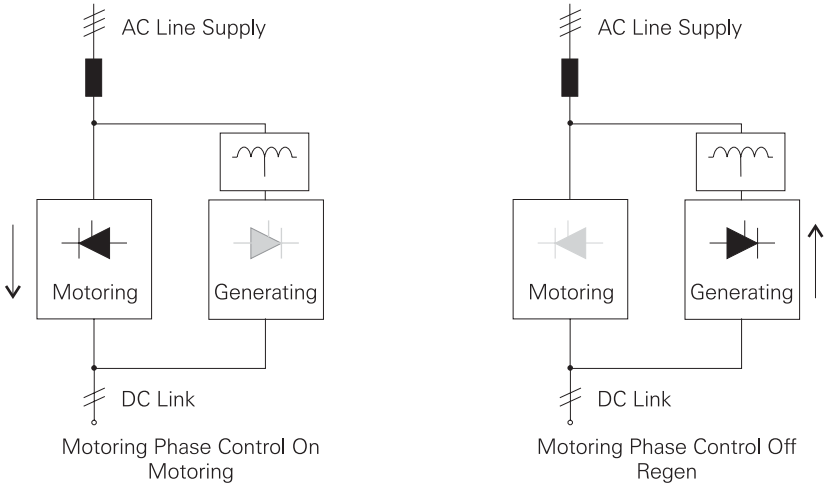 AC Line Supply
Motoring
Generating
DC Link
Motoring Phase Control On
Motoring
AC Line Supply
Motoring
Generating
DC Link
Motoring Phase Control Off
Regen